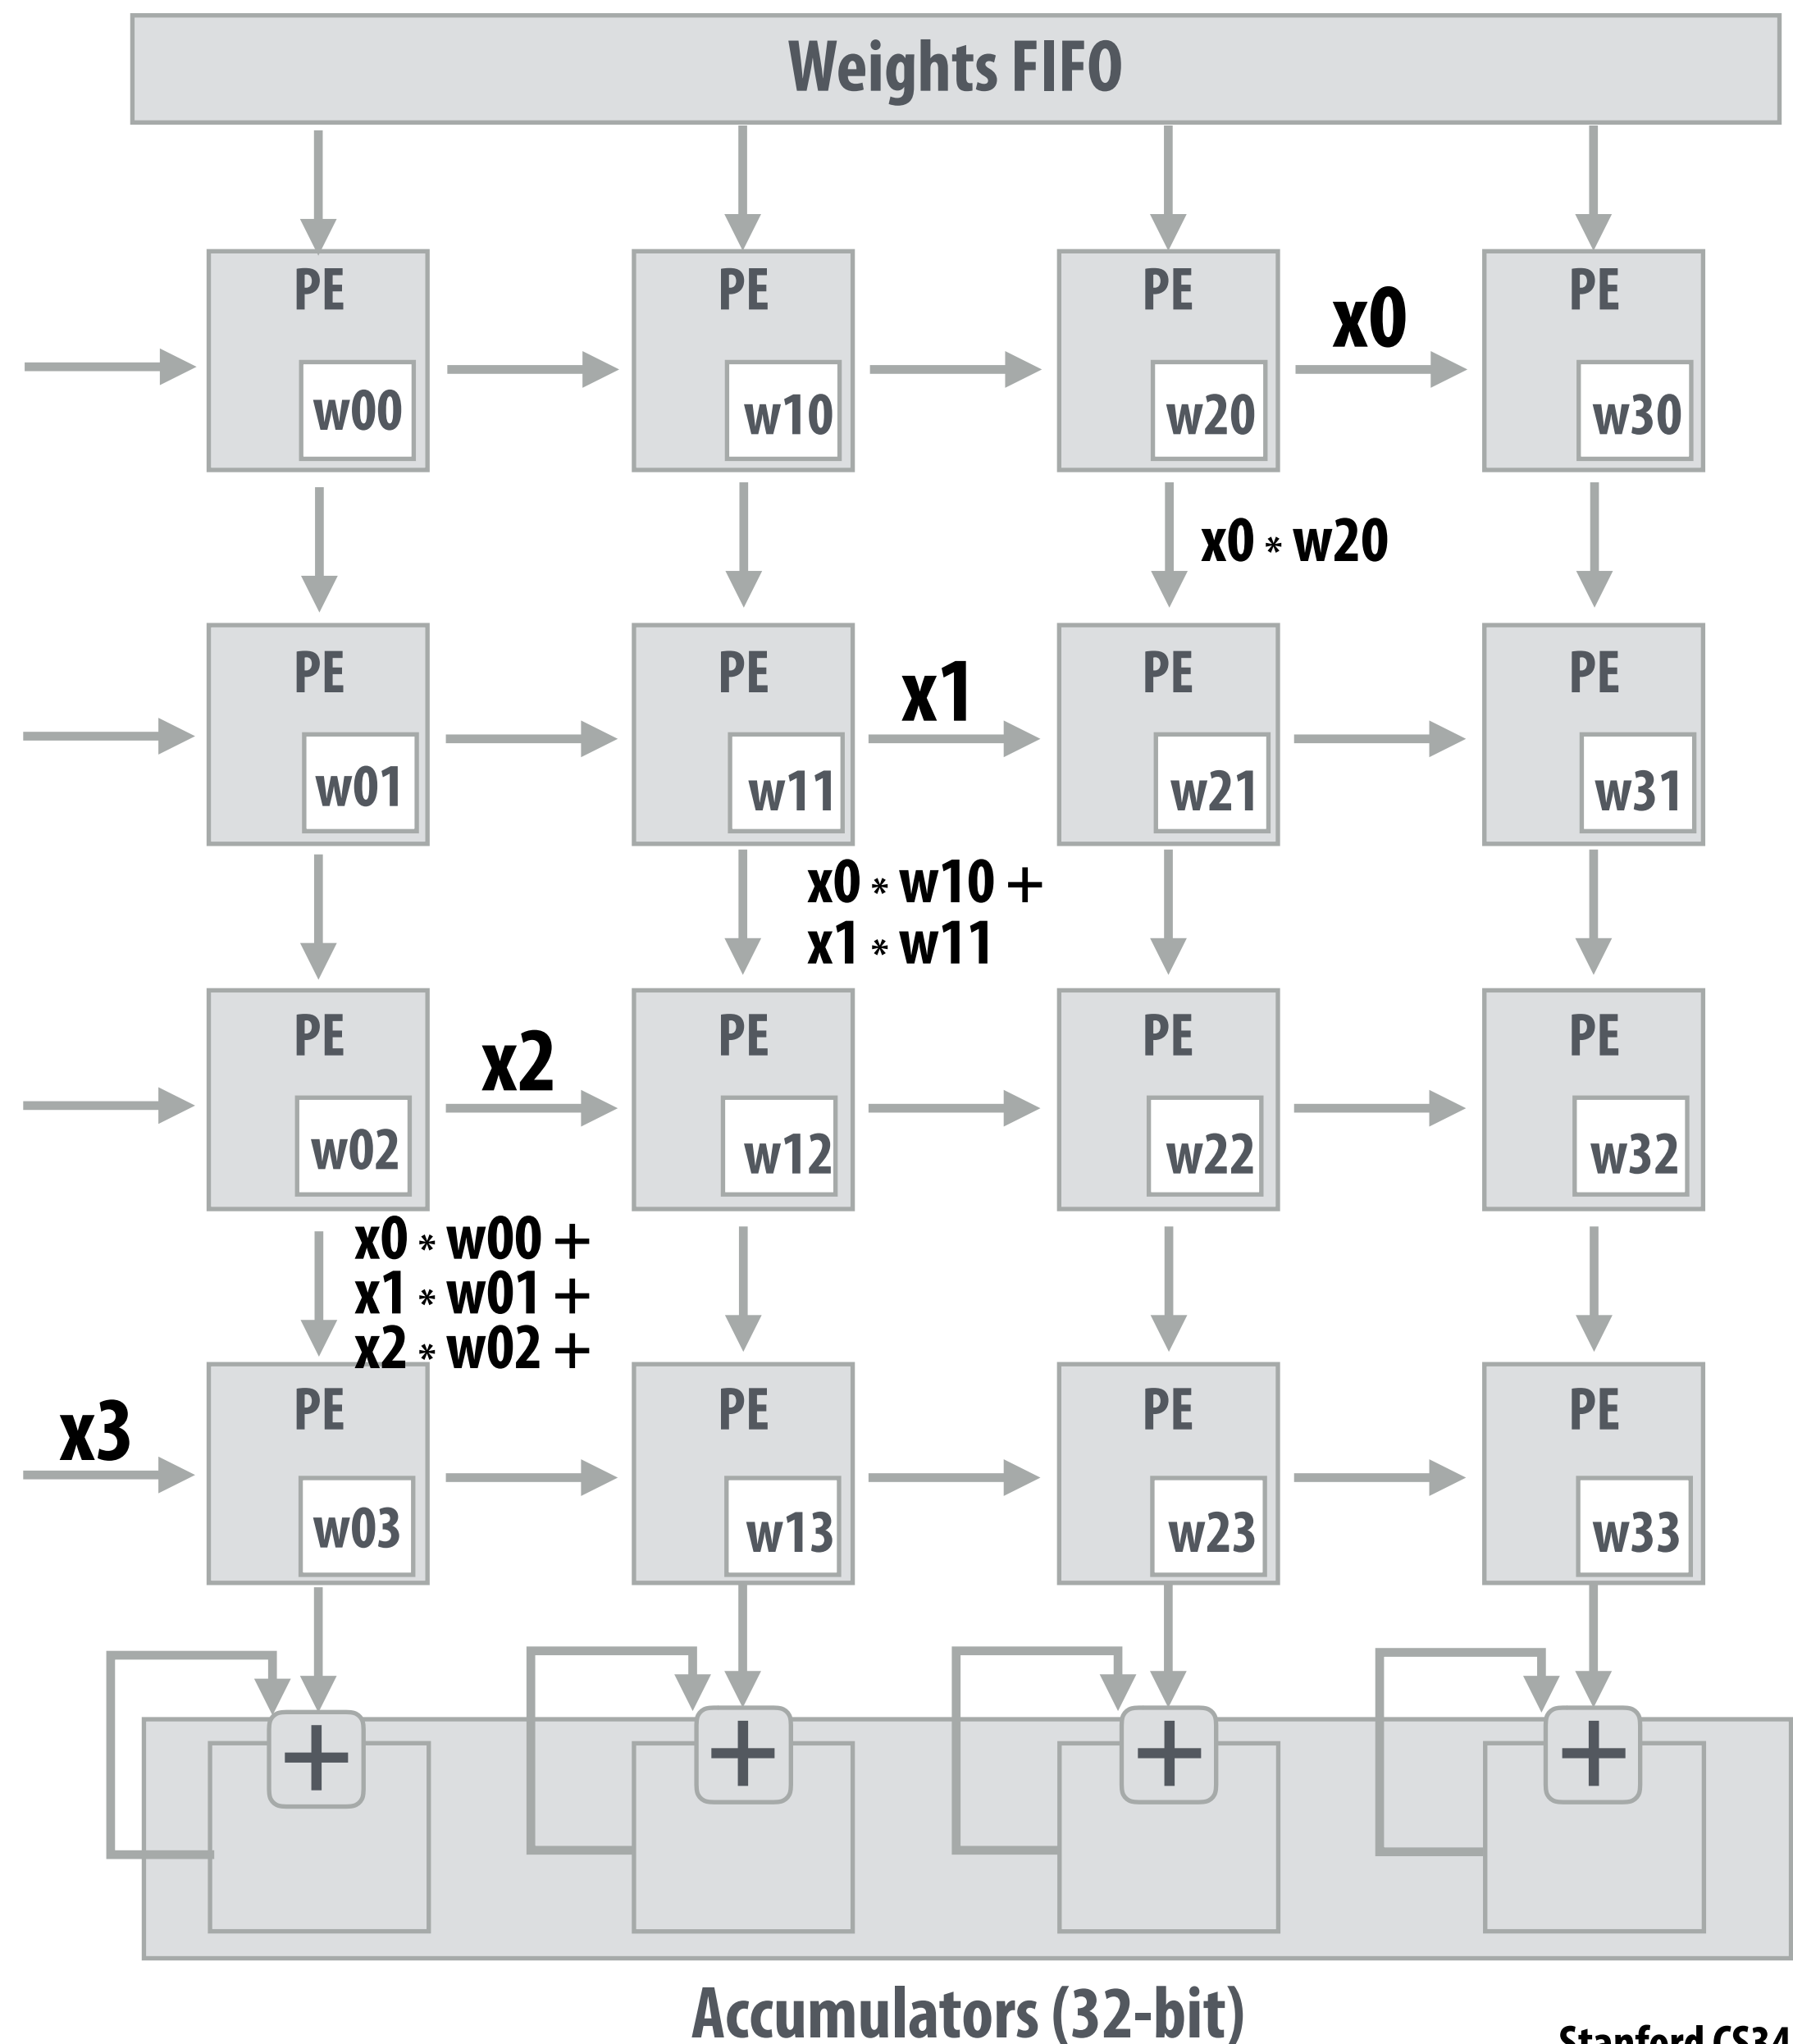 Weights FIFO
PE
PE
PE
PE
x0
w00
w10
w20
w30
x0 * w20
PE
PE
PE
PE
x1
w01
w11
w21
w31
x0 * w10 +
x1 * w11
PE
PE
PE
PE
x2
w02
w12
w22
w32
x0 * w00 +
x1 * w01 +
x2 * w02 +
PE
PE
PE
PE
x3
w03
w13
w23
w33
+
+
+
+
Accumulators (32-bit)
Stanford CS34